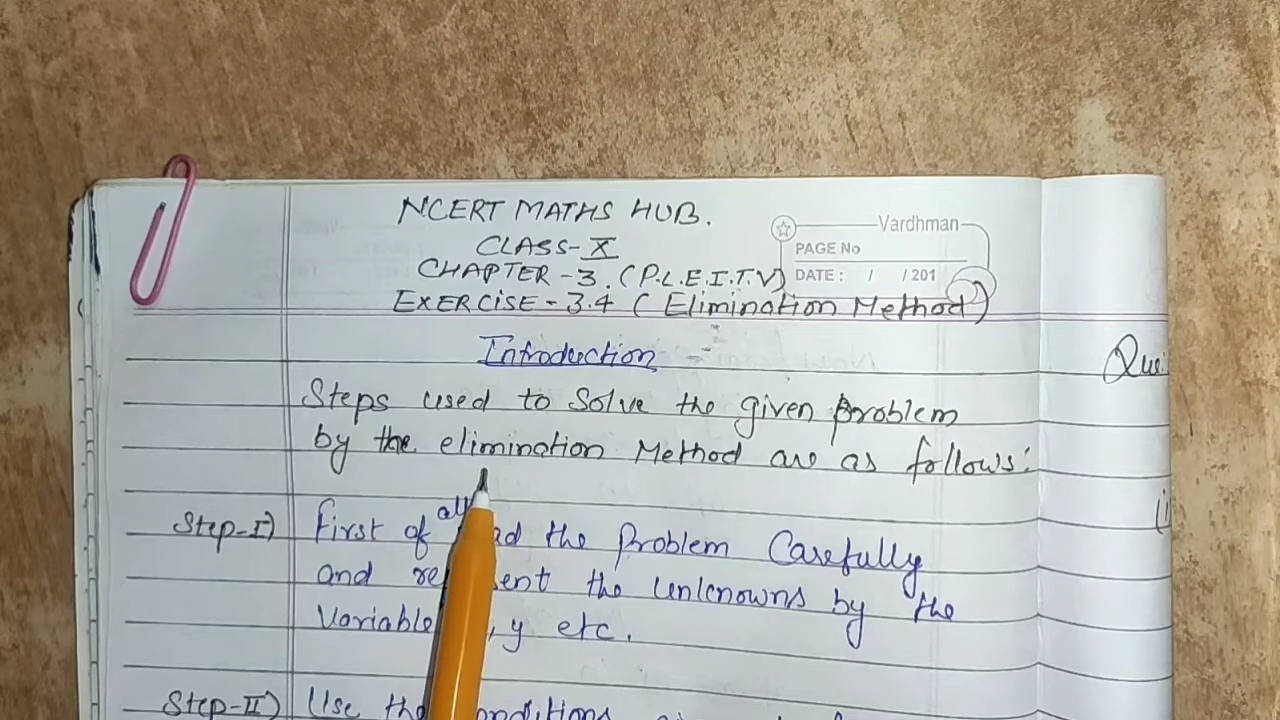 NCERT MATHS HUB.
Vardhman
CLASS-X
PAGE No
CHAPTER-3. (P.L.E.I.T.V)
DATE : / / 201
EXERCISE-3.4 (Elimination Method)
Introduction
Que
Steps used to Solve the given Problem
by the elimination Method are as follows:
Step-I) First of all the Problem Carefully
and the Unknowns by the
y etc.
Step-II) Use